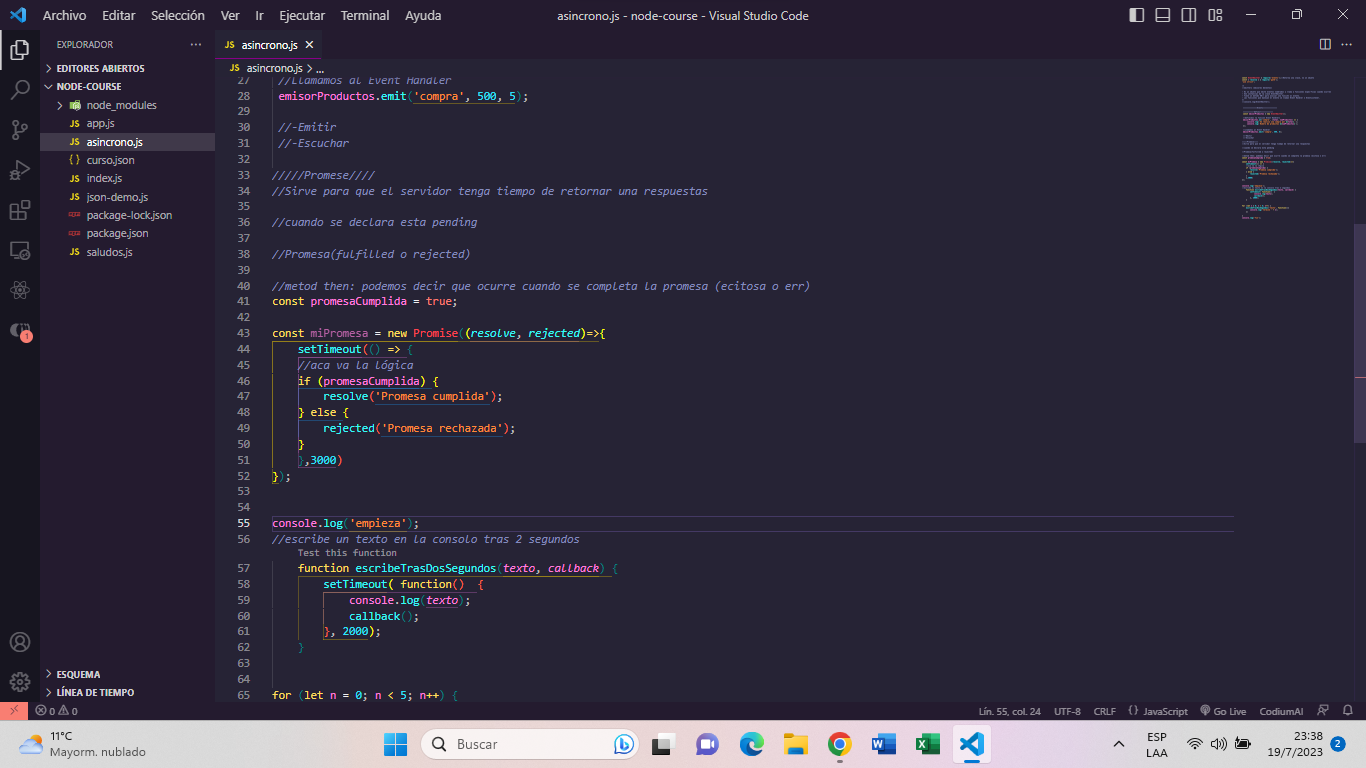 Archivo Editar Selección Ver Ir Ejecutar Terminal Ayuda
asincrono.js - node-course - Visual Studio Code
EXPLORADOR
EDITORES ABIERTOS
NODE-COURSE
node_modules
JS app.js
JS asincrono.js
{} curso.json
JS index.js
JS json-demo.js
package-lock.json
package.json
JS saludos.js
1
ESQUEMA
LÍNEA DE TIEMPO
JS asincrono.js
JS asincrono.js > ...
27 //Llamamos al Event Handler
28 emisorProductos.emit('compra', 500, 5);
29
30 //-Emitir
31 //-Escuchar
32
33 /////Promese////
34 //Sirve para que el servidor tenga tiempo de retornar una respuestas
35
36 //cuando se declara esta pending
37
38 //Promesa(fulfilled o rejected)
39
40 //metod then: podemos decir que ocurre cuando se completa la promesa (ecitosa o err)
41 const promesaCumplida = true;
42
43 const miPromesa = new Promise((resolve, rejected)=>{
44 setTimeout(() => {
45 //aca va la lógica
46 if (promesaCumplida) {
47 resolve('Promesa cumplida');
48 } else {
49 rejected('Promesa rechazada');
50 }
51 },3000)
52 });
53
54
55 console.log('empieza');
56 //escribe un texto en la consolo tras 2 segundos
Test this function
57 function escribeTrasDosSegundos(texto, callback) {
58 setTimeout( function() {
59 console.log(texto);
60 callback();
61 }, 2000);
62 }
63
64
65 for (let n = 0; n < 5; n++) {
0 0
Lín. 55, col. 24 UTF-8 CRLF {} JavaScript Go Live CodiumAI
11°C
Mayorm. nublado
Buscar
ESP
LAA
23:38
19/7/2023
2